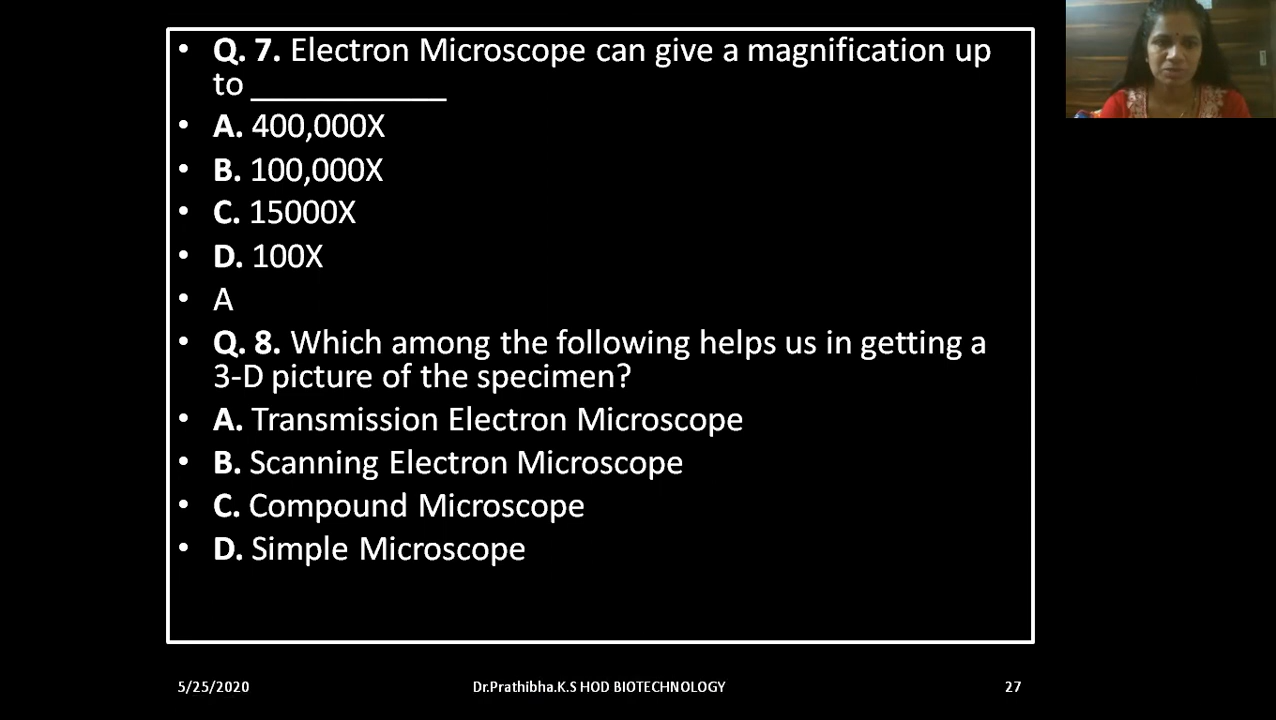 • Q. 7. Electron Microscope can give a magnification up
to ___________
• A. 400,000X
• B. 100,000X
• C. 15000X
• D. 100X
• A
• Q. 8. Which among the following helps us in getting a
3-D picture of the specimen?
• A. Transmission Electron Microscope
• B. Scanning Electron Microscope
• C. Compound Microscope
• D. Simple Microscope
5/25/2020 Dr.Prathibha.K.S HOD BIOTECHNOLOGY 27